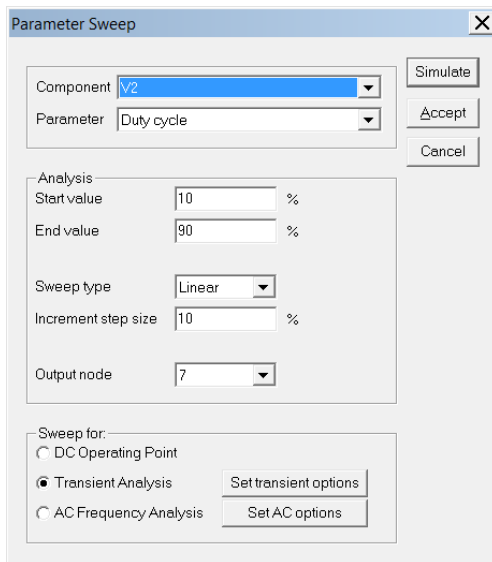 Parameter Sweep
Component V2
Simulate
Parameter Duty cycle
Accept
Cancel
Analysis
Start value 10 %
End value 90 %
Sweep type Linear
Increment step size 10 %
Output node 7
Sweep for:
DC Operating Point
Transient Analysis Set transient options
AC Frequency Analysis Set AC options